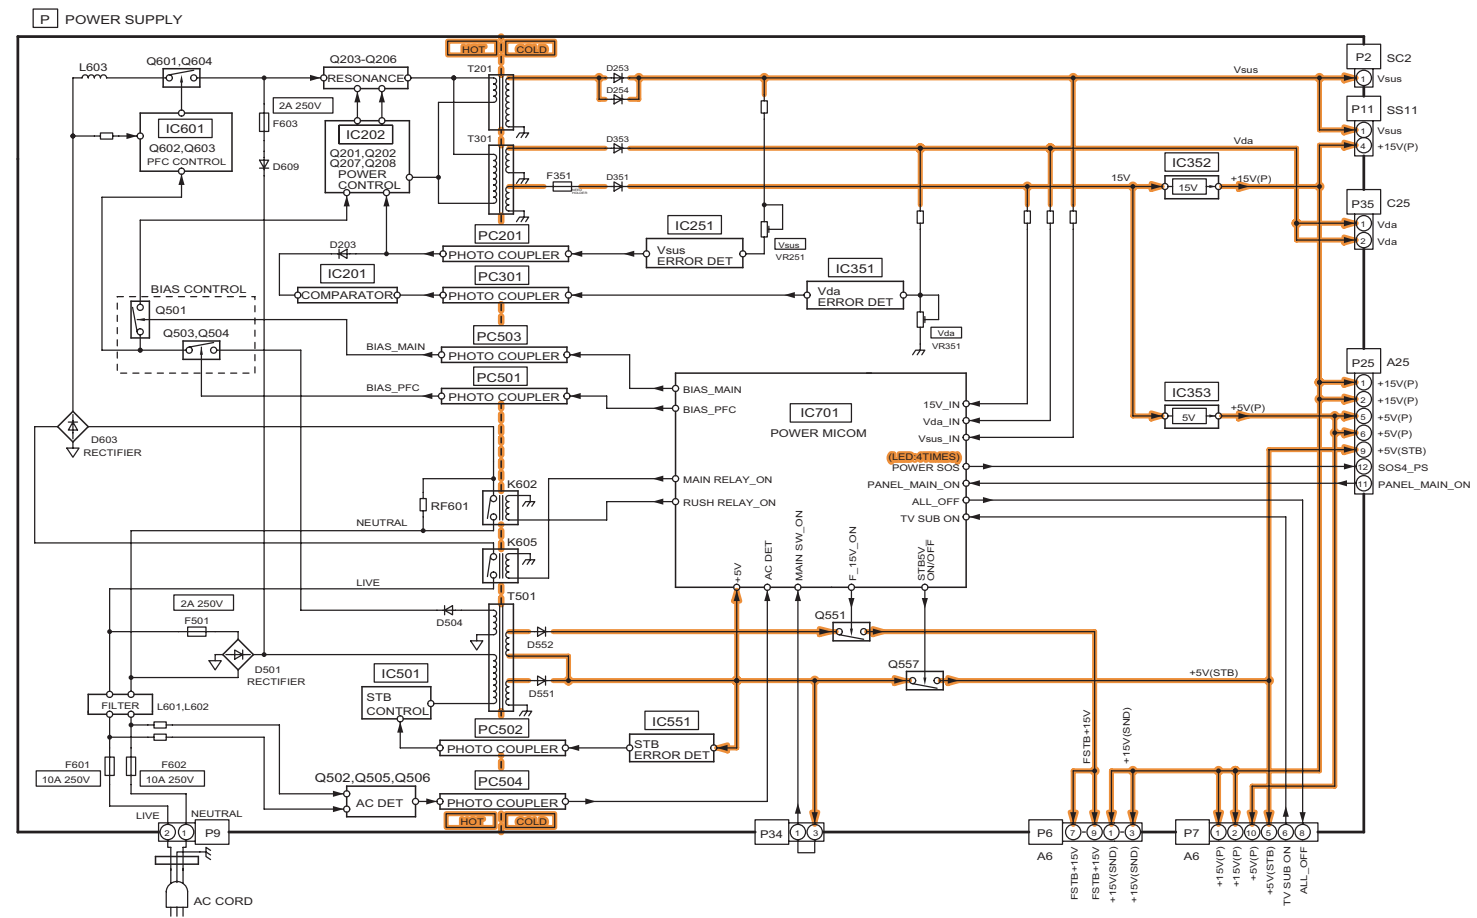 P POWER SUPPLY
HOT COLD
L603
Q601,Q604
Q203-Q206
RESONANCE
T201
D253
D254
Vsus
P2 SC2
1 Vsus
2A 250V
F603
IC601
Q602,Q603
PFC CONTROL
IC202
Q201,Q202
Q207,Q208
POWER
CONTROL
D609
T301
D353
Vda
P11 SS11
1 Vsus
4 +15V(P)
F351
D351
15V
IC352
15V
+15V(P)
P35 C25
1 Vda
2 Vda
PC201
PHOTO COUPLER
IC251
Vsus
ERROR DET
Vsus
VR251
D203
IC201
COMPARATOR
PC301
PHOTO COUPLER
IC351
Vda
ERROR DET
Vda
VR351
BIAS CONTROL
Q501
Q503,Q504
BIAS_MAIN
PC503
PHOTO COUPLER
BIAS_PFC
PC501
PHOTO COUPLER
IC701
POWER MICOM
BIAS_MAIN
BIAS_PFC
MAIN RELAY_ON
RUSH RELAY_ON
15V_IN
Vda_IN
Vsus_IN
(LED:4TIMES)
POWER SOS
PANEL_MAIN_ON
ALL_OFF
TV SUB ON
+5V
AC DET
MAIN SW_ON
F_15V_ON
STB5V
ON/OFF
IC353
5V
+5V(P)
P25 A25
1 +15V(P)
2 +15V(P)
5 +5V(P)
6 +5V(P)
9 +5V(STB)
12 SOS4_PS
11 PANEL_MAIN_ON
D603
RECTIFIER
K602
RF601
NEUTRAL
K605
LIVE
T501
2A 250V
F501
D504
D501
RECTIFIER
D552
D551
Q551
Q557
+5V(STB)
IC501
STB
CONTROL
FILTER
L601,L602
PC502
PHOTO COUPLER
IC551
STB
ERROR DET
FSTB+15V
+15V(SND)
F601
10A 250V
F602
10A 250V
Q502,Q505,Q506
AC DET
PC504
PHOTO COUPLER
HOT COLD
LIVE
NEUTRAL
2 1 P9
AC CORD
P34 1 3
P6 7 9 1 3
A6
FSTB+15V
FSTB+15V
+15V(SND)
+15V(SND)
P7 1 2 10 5 6 8
A6
+15V(P)
+15V(P)
+5V(P)
+5V(STB)
TV SUB ON
ALL_OFF